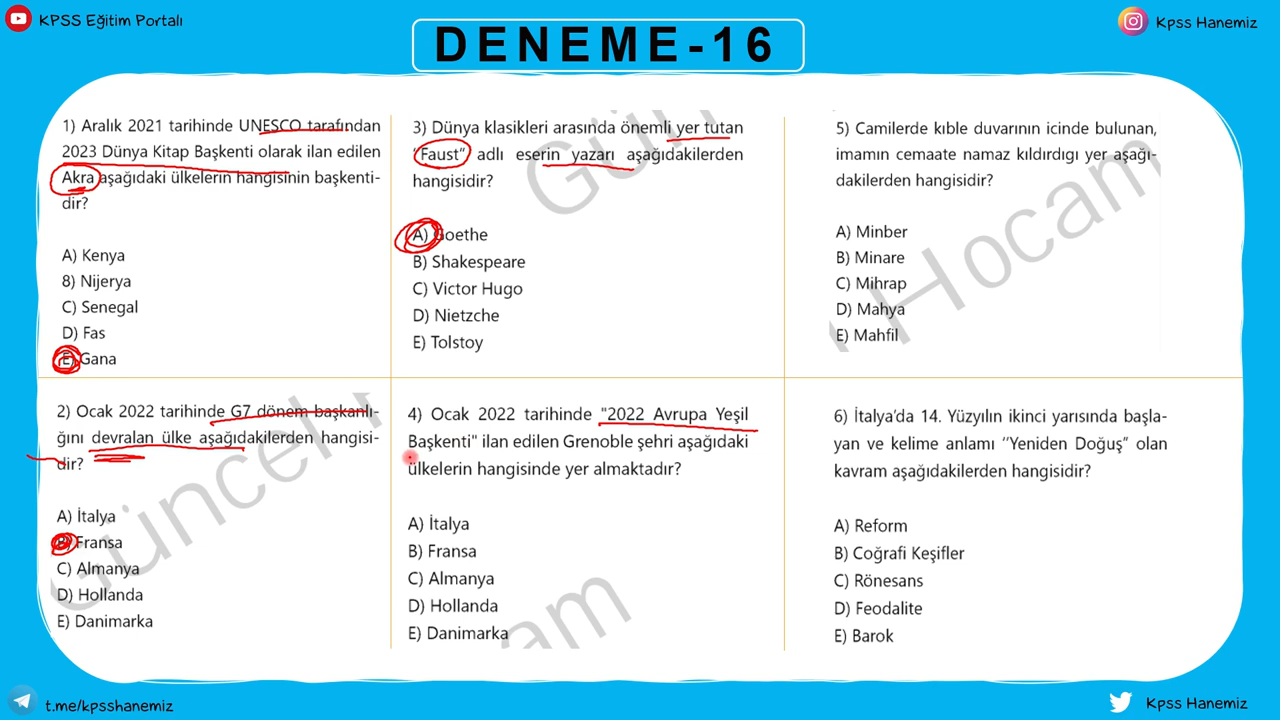 KPSS Eğitim Portalı
DENEME-16
Kpss Hanemiz
1) Aralık 2021 tarihinde UNESCO tarafından
2023 Dünya Kitap Başkenti olarak ilan edilen
Akra aşağıdaki ülkelerin hangisinin başkenti-
dir?
A) Kenya
8) Nijerya
C) Senegal
D) Fas
E) Gana
2) Ocak 2022 tarihinde G7 dönem başkanlı-
ğını devralan ülke aşağıdakilerden hangisi-
dir?
A) İtalya
B) Fransa
C) Almanya
D) Hollanda
E) Danimarka
3) Dünya klasikleri arasında önemli yer tutan
“Faust” adlı eserin yazarı aşağıdakilerden
hangisidir?
A) Goethe
B) Shakespeare
C) Victor Hugo
D) Nietzche
E) Tolstoy
4) Ocak 2022 tarihinde "2022 Avrupa Yeşil
Başkenti" ilan edilen Grenoble şehri aşağıdaki
ülkelerin hangisinde yer almaktadır?
A) İtalya
B) Fransa
C) Almanya
D) Hollanda
E) Danimarka
5) Camilerde kıble duvarının icinde bulunan,
imamın cemaate namaz kıldırdıgı yer aşağı-
dakilerden hangisidir?
A) Minber
B) Minare
C) Mihrap
D) Mahya
E) Mahfil
6) İtalya’da 14. Yüzyılın ikinci yarısında başla-
yan ve kelime anlamı ‘‘Yeniden Doğuş” olan
kavram aşağıdakilerden hangisidir?
A) Reform
B) Coğrafi Keşifler
C) Rönesans
D) Feodalite
E) Barok
Güncel
Hocam
t.me/kpsshanemiz
Kpss Hanemiz